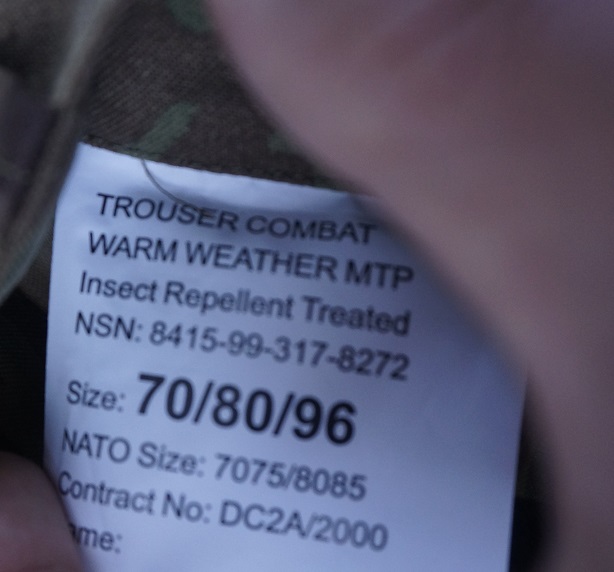 TROUSER COMBAT
WARM WEATHER MTP
Insect Repellent Treated
NSN: 8415-99-317-8272
Size: 70/80/96
NATO Size: 7075/8085
Contract No: DC2A/2000
ame: